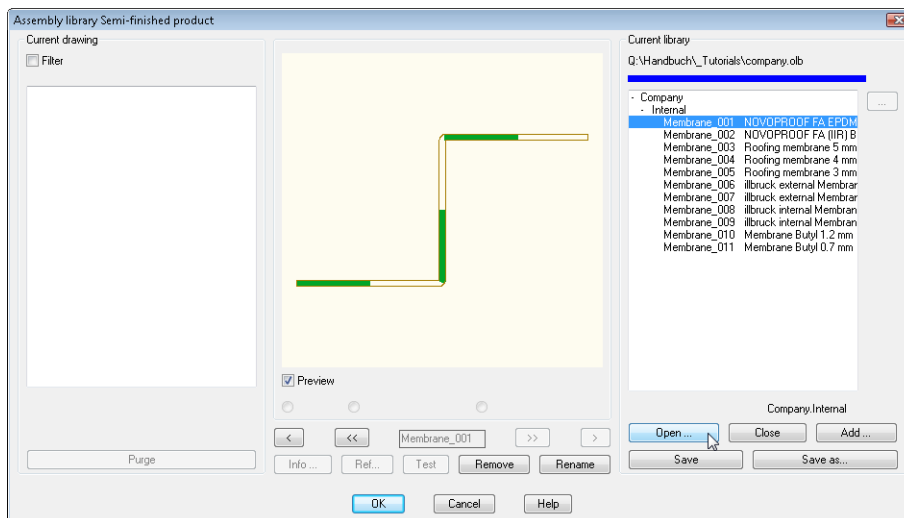 Assembly library Semi-finished product
Current drawing
Filter
Purge
Preview
< << Membrane_001 >> >
Info ... Ref... Test Remove Rename
Current library
Q:\Handbuch\_Tutorials\company.olb
...
- Company
- Internal
Membrane_001 NOVOPROOF FA EPDM
Membrane_002 NOVOPROOF FA (IIR) B
Membrane_003 Roofing membrane 5 mm
Membrane_004 Roofing membrane 4 mm
Membrane_005 Roofing membrane 3 mm
Membrane_006 illbruck external Membran
Membrane_007 illbruck external Membran
Membrane_008 illbruck internal Membran
Membrane_009 illbruck internal Membran
Membrane_010 Membrane Butyl 1.2 mm
Membrane_011 Membrane Butyl 0.7 mm
Company.Internal
Open ... Close Add ...
Save Save as...
OK Cancel Help